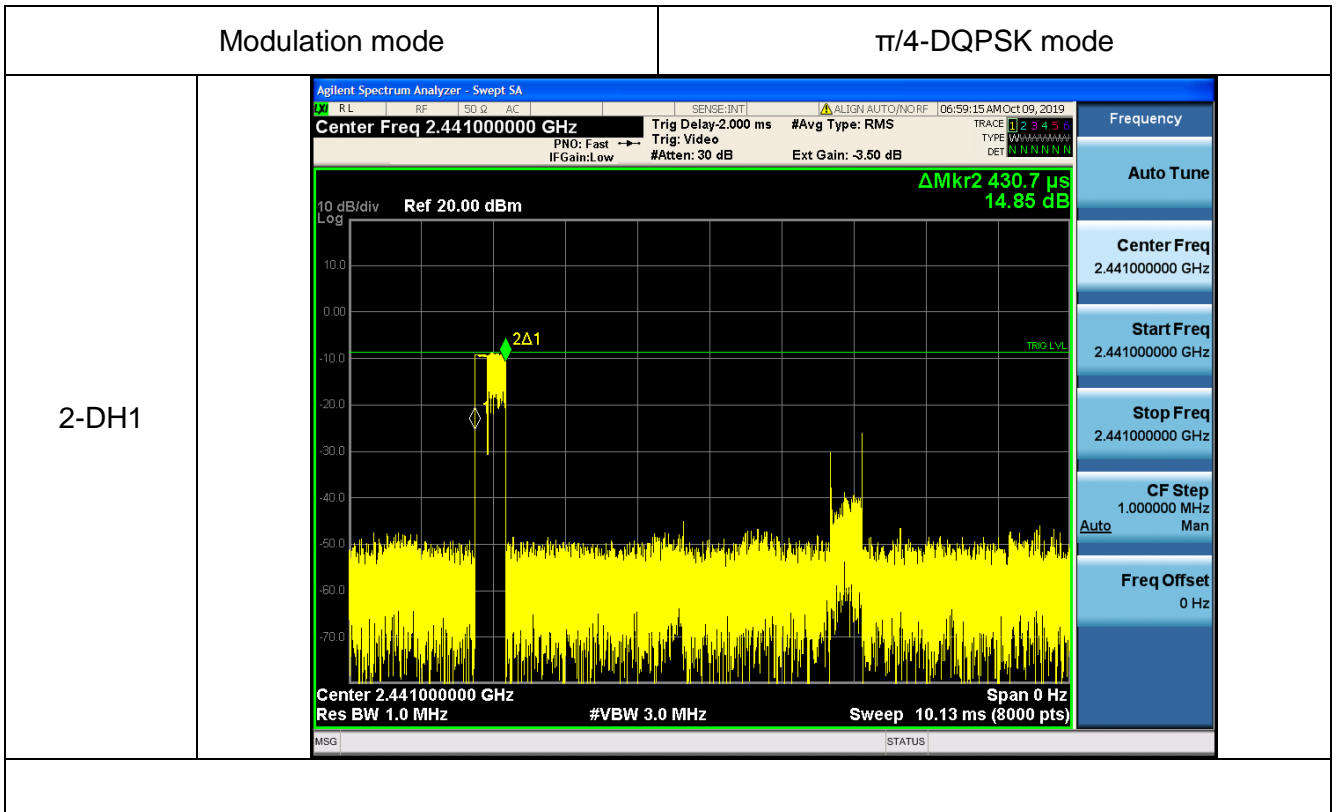 Modulation mode π/4-DQPSK mode
2-DH1
Agilent Spectrum Analyzer - Swept SA
LXI RL RF 50 Ω AC SENSE:INT ALIGN AUTO/NO RF 06:59:15 AM Oct 09, 2019
Center Freq 2.441000000 GHz Trig Delay-2.000 ms #Avg Type: RMS TRACE 1 2 3 4 5 6
PNO: Fast Trig: Video TYPE WWWWWW
IFGain:Low #Atten: 30 dB Ext Gain: -3.50 dB DET N N N N N N
ΔMkr2 430.7 µs
14.85 dB
10 dB/div Ref 20.00 dBm
Log
10.0
0.00
-10.0
-20.0
-30.0
-40.0
-50.0
-60.0
-70.0
2Δ1
TRIG LVL
1
Center 2.441000000 GHz Span 0 Hz
Res BW 1.0 MHz #VBW 3.0 MHz Sweep 10.13 ms (8000 pts)
MSG STATUS
Frequency
Auto Tune
Center Freq
2.441000000 GHz
Start Freq
2.441000000 GHz
Stop Freq
2.441000000 GHz
CF Step
1.000000 MHz
Auto Man
Freq Offset
0 Hz